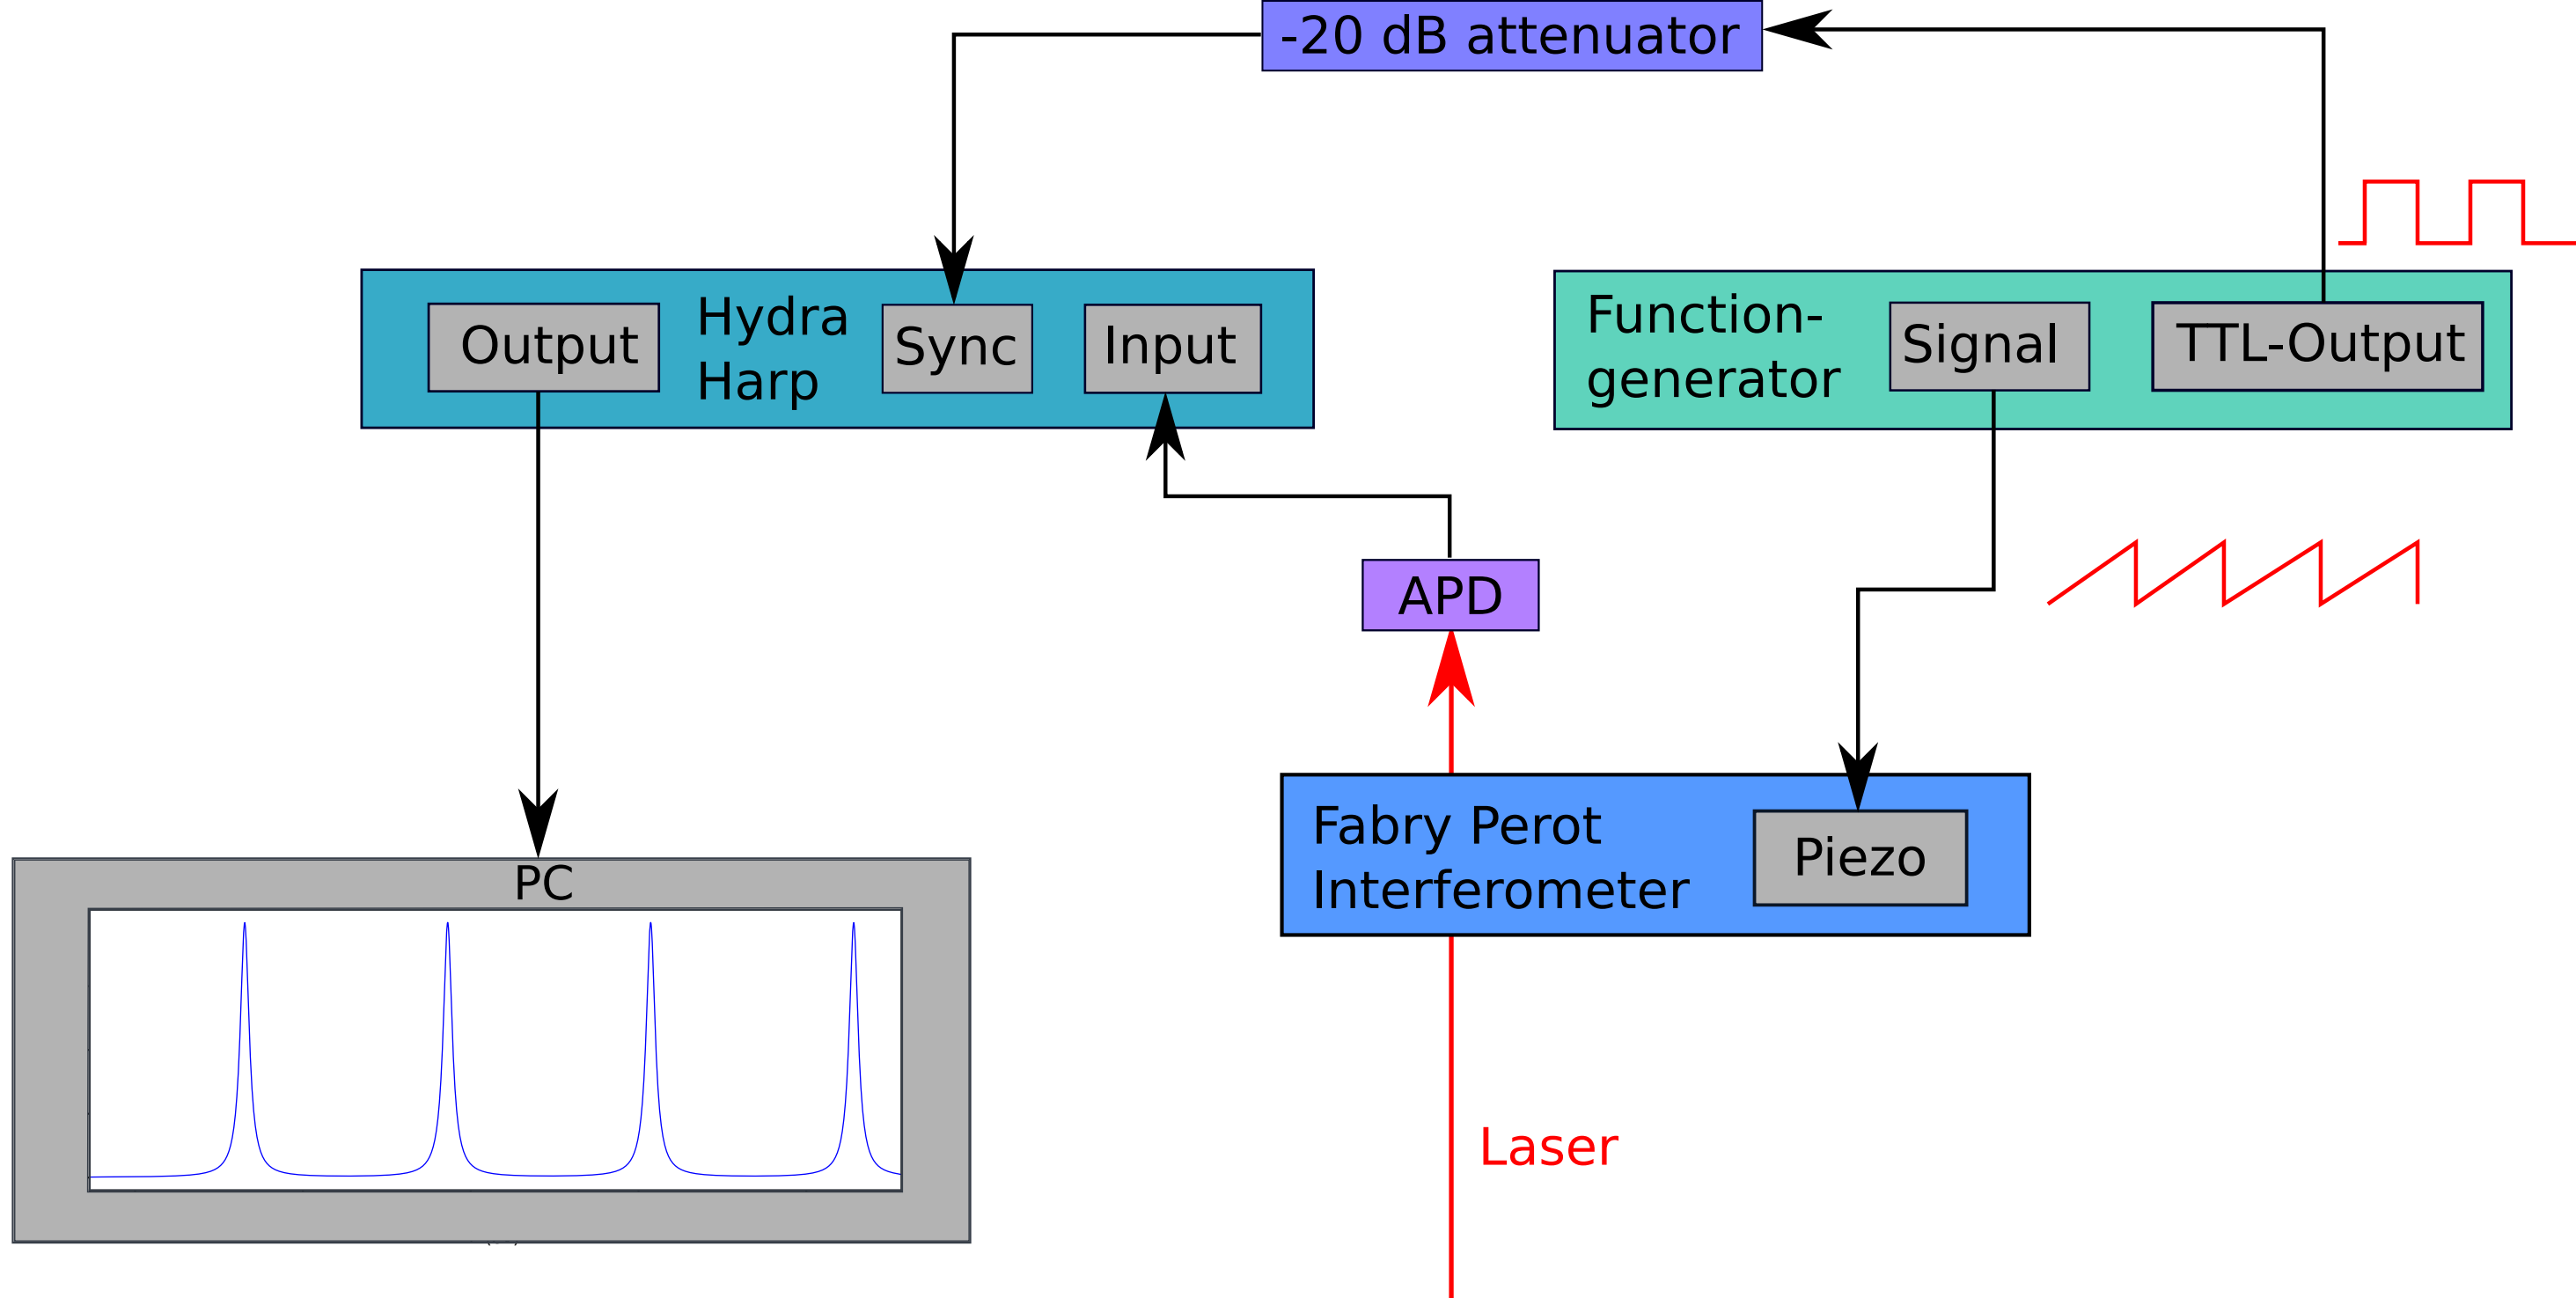 -20 dB attenuator
Output
Hydra
Harp
Sync
Input
Function-
generator
Signal
TTL-Output
APD
Fabry Perot
Interferometer
Piezo
PC
Laser